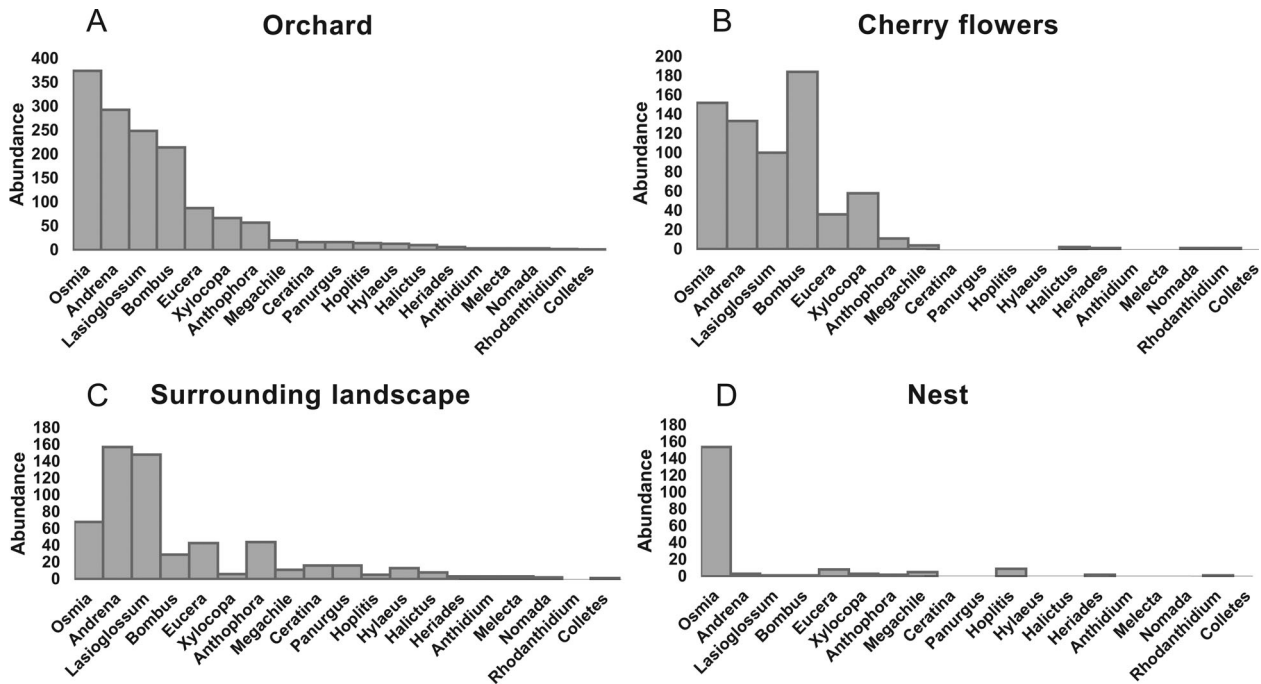 A
Orchard
Abundance
400
350
300
250
200
150
100
50
0
Osmia
Andrena
Lasioglossum
Bombus
Eucera
Xylocopa
Anthophora
Megachile
Ceratina
Panurgus
Hoplitis
Hylaeus
Halictus
Heriades
Anthidium
Melecta
Nomada
Rhodanthidium
Colletes
B
Cherry flowers
Abundance
200
180
160
140
120
100
80
60
40
20
0
Osmia
Andrena
Lasioglossum
Bombus
Eucera
Xylocopa
Anthophora
Megachile
Ceratina
Panurgus
Hoplitis
Hylaeus
Halictus
Heriades
Anthidium
Melecta
Nomada
Rhodanthidium
Colletes
C
Surrounding landscape
Abundance
180
160
140
120
100
80
60
40
20
0
Osmia
Andrena
Lasioglossum
Bombus
Eucera
Xylocopa
Anthophora
Megachile
Ceratina
Panurgus
Hoplitis
Hylaeus
Halictus
Heriades
Anthidium
Melecta
Nomada
Rhodanthidium
Colletes
D
Nest
Abundance
180
160
140
120
100
80
60
40
20
0
Osmia
Andrena
Lasioglossum
Bombus
Eucera
Xylocopa
Anthophora
Megachile
Ceratina
Panurgus
Hoplitis
Hylaeus
Halictus
Heriades
Anthidium
Melecta
Nomada
Rhodanthidium
Colletes